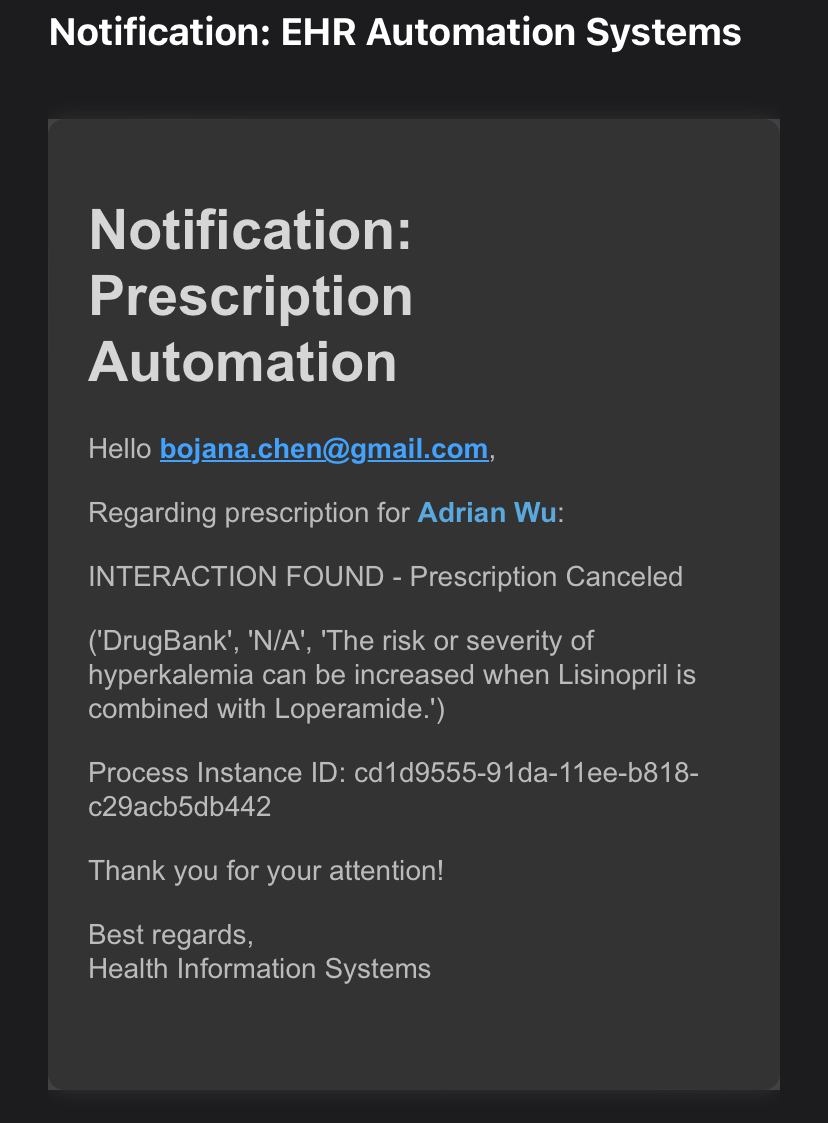 Notification: EHR Automation Systems
Notification:
Prescription
Automation
Hello bojana.chen@gmail.com,
Regarding prescription for Adrian Wu:
INTERACTION FOUND - Prescription Canceled
('DrugBank', 'N/A', 'The risk or severity of
hyperkalemia can be increased when Lisinopril is
combined with Loperamide.')
Process Instance ID: cd1d9555-91da-11ee-b818-
c29acb5db442
Thank you for your attention!
Best regards,
Health Information Systems